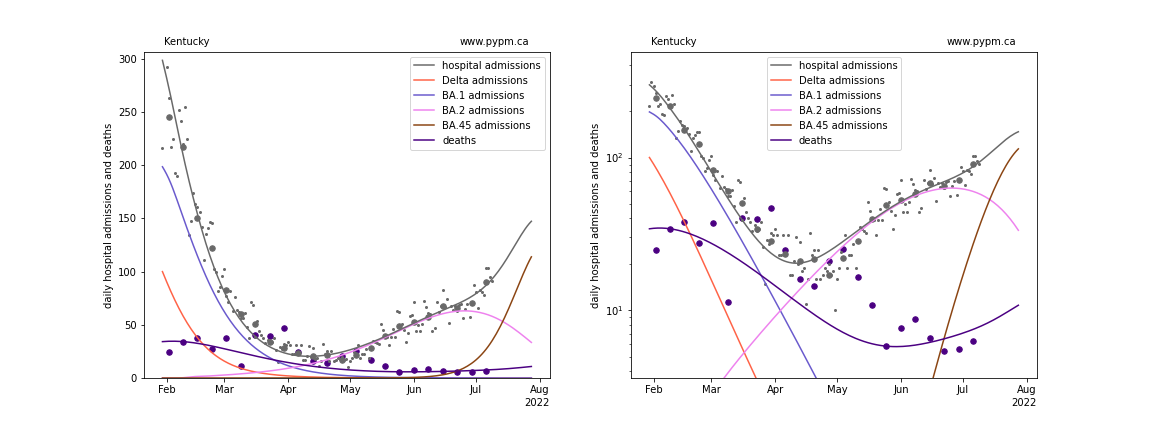 Kentucky
www.pypm.ca
daily hospital admissions and deaths
300
250
200
150
100
50
0
hospital admissions
Delta admissions
BA.1 admissions
BA.2 admissions
BA.45 admissions
deaths
Feb
Mar
Apr
May
Jun
Jul
Aug
2022
Kentucky
www.pypm.ca
daily hospital admissions and deaths
10²
10¹
hospital admissions
Delta admissions
BA.1 admissions
BA.2 admissions
BA.45 admissions
deaths
Feb
Mar
Apr
May
Jun
Jul
Aug
2022